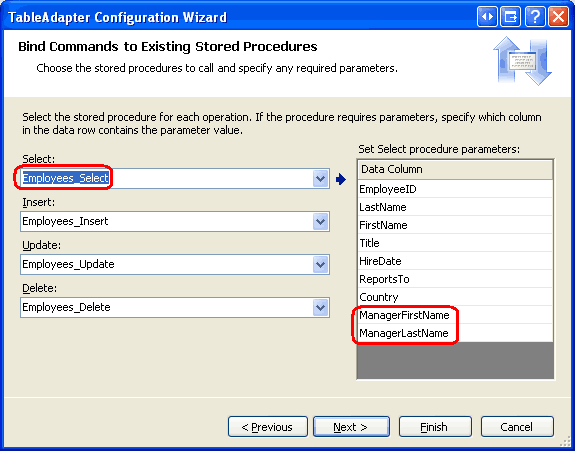 TableAdapter Configuration Wizard
Bind Commands to Existing Stored Procedures
Choose the stored procedures to call and specify any required parameters.
Select the stored procedure for each operation. If the procedure requires parameters, specify which column
in the data row contains the parameter value.
Select:
Employees_Select
Insert:
Employees_Insert
Update:
Employees_Update
Delete:
Employees_Delete
Set Select procedure parameters:
Data Column
EmployeeID
LastName
FirstName
Title
HireDate
ReportsTo
Country
ManagerFirstName
ManagerLastName
< Previous
Next >
Finish
Cancel